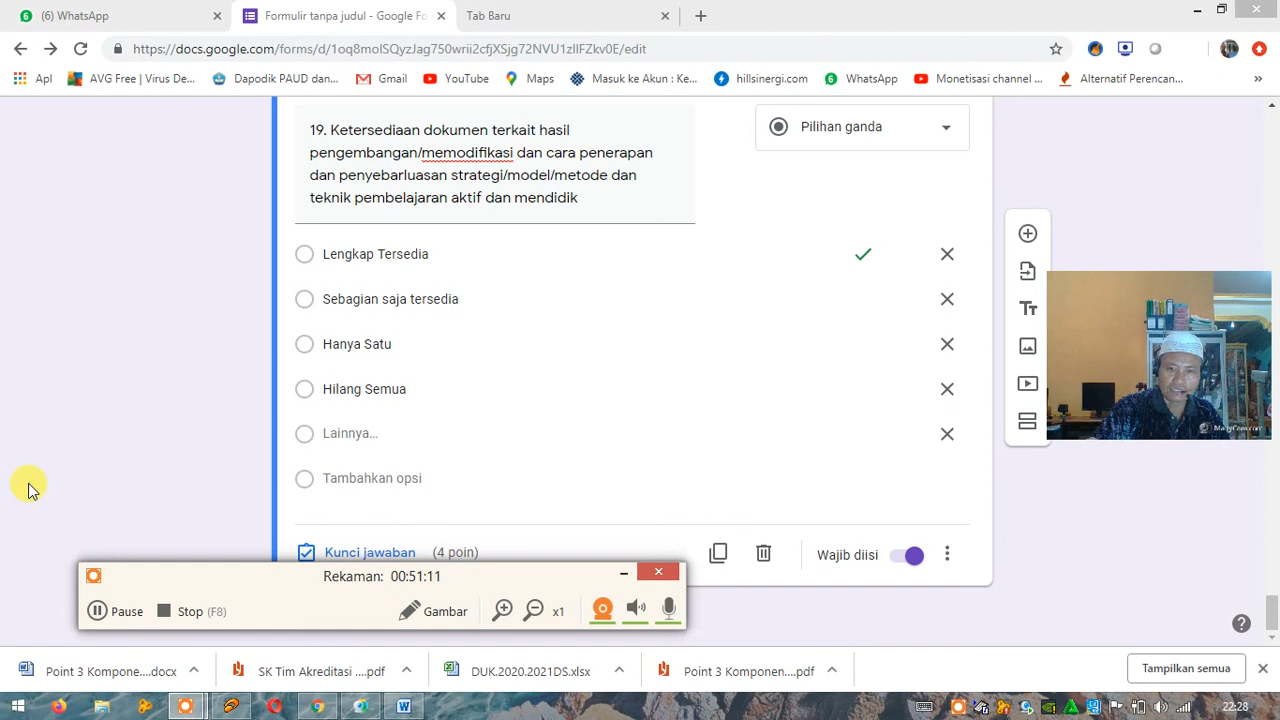 (6) WhatsApp
Formulir tanpa judul - Google Fo
Tab Baru
https://docs.google.com/forms/d/1oq8molSQyzJag750wrii2cfjXSjg72NVU1zIlFZkv0E/edit
Apl
AVG Free | Virus De...
Dapodik PAUD dan...
Gmail
YouTube
Maps
Masuk ke Akun : Ke...
hillsinergi.com
WhatsApp
Monetisasi channel ...
Alternatif Perencan...
19. Ketersediaan dokumen terkait hasil
pengembangan/memodifikasi dan cara penerapan
dan penyebarluasan strategi/model/metode dan
teknik pembelajaran aktif dan mendidik
Pilihan ganda
Lengkap Tersedia
Sebagian saja tersedia
Hanya Satu
Hilang Semua
Lainnya...
Tambahkan opsi
Kunci jawaban (4 poin)
Wajib diisi
ManyCam.com
Rekaman: 00:51:11
Pause
Stop (F8)
Gambar
x1
Point 3 Kompone....docx
SK Tim Akreditasi ....pdf
DUK.2020.2021DS.xlsx
Point 3 Komponen....pdf
Tampilkan semua
22:28